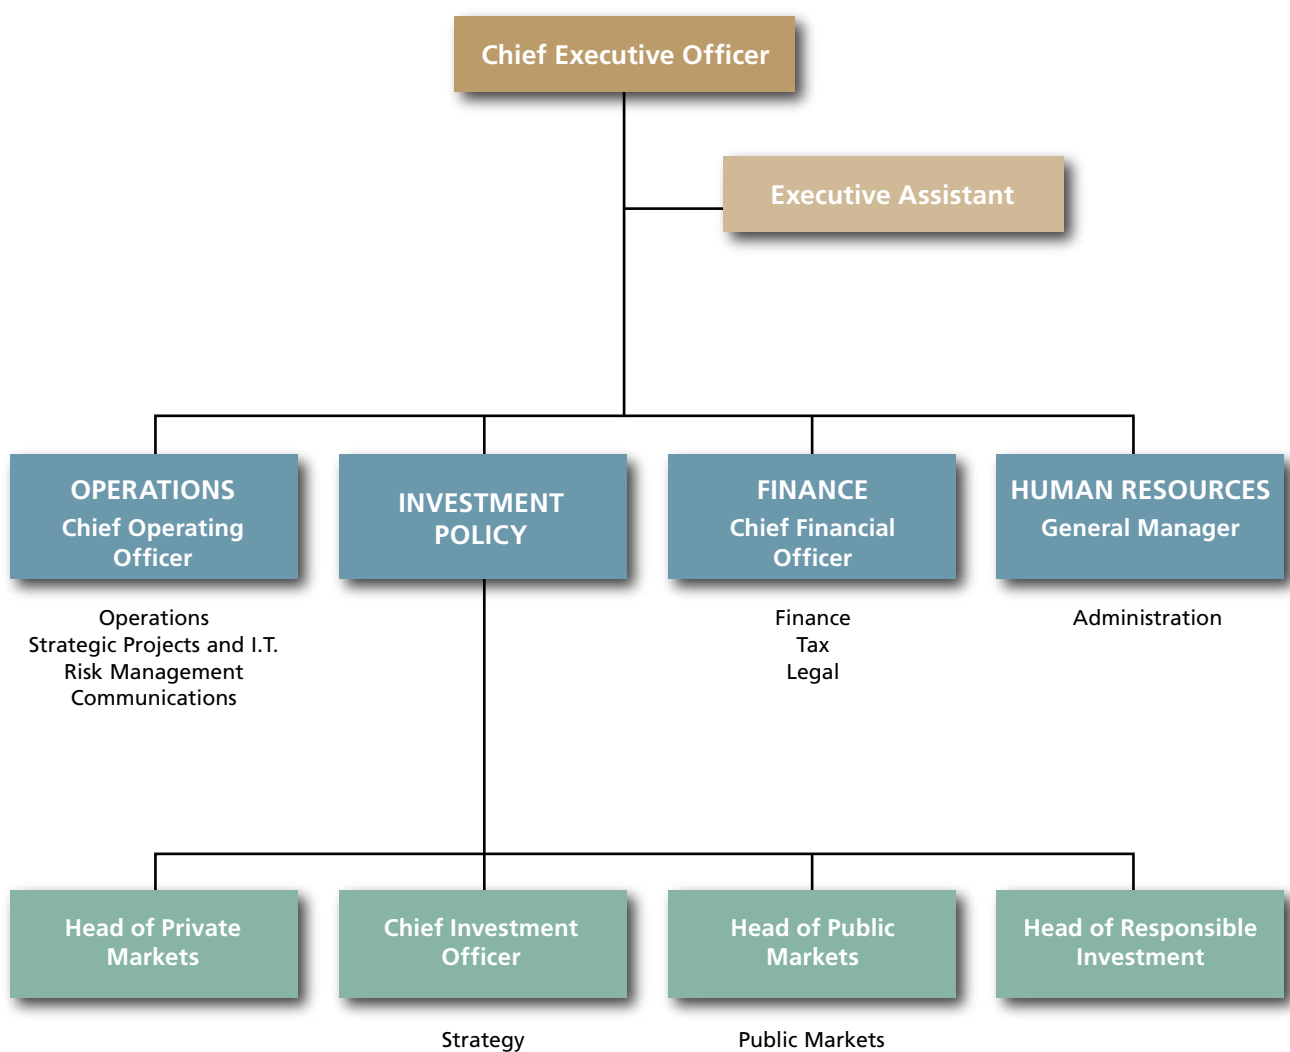 Chief Executive Officer
Executive Assistant
OPERATIONS
Chief Operating
Officer
INVESTMENT
POLICY
FINANCE
Chief Financial
Officer
HUMAN RESOURCES
General Manager
Operations
Strategic Projects and I.T.
Risk Management
Communications
Finance
Tax
Legal
Administration
Head of Private
Markets
Chief Investment
Officer
Head of Public
Markets
Head of Responsible
Investment
Strategy
Public Markets